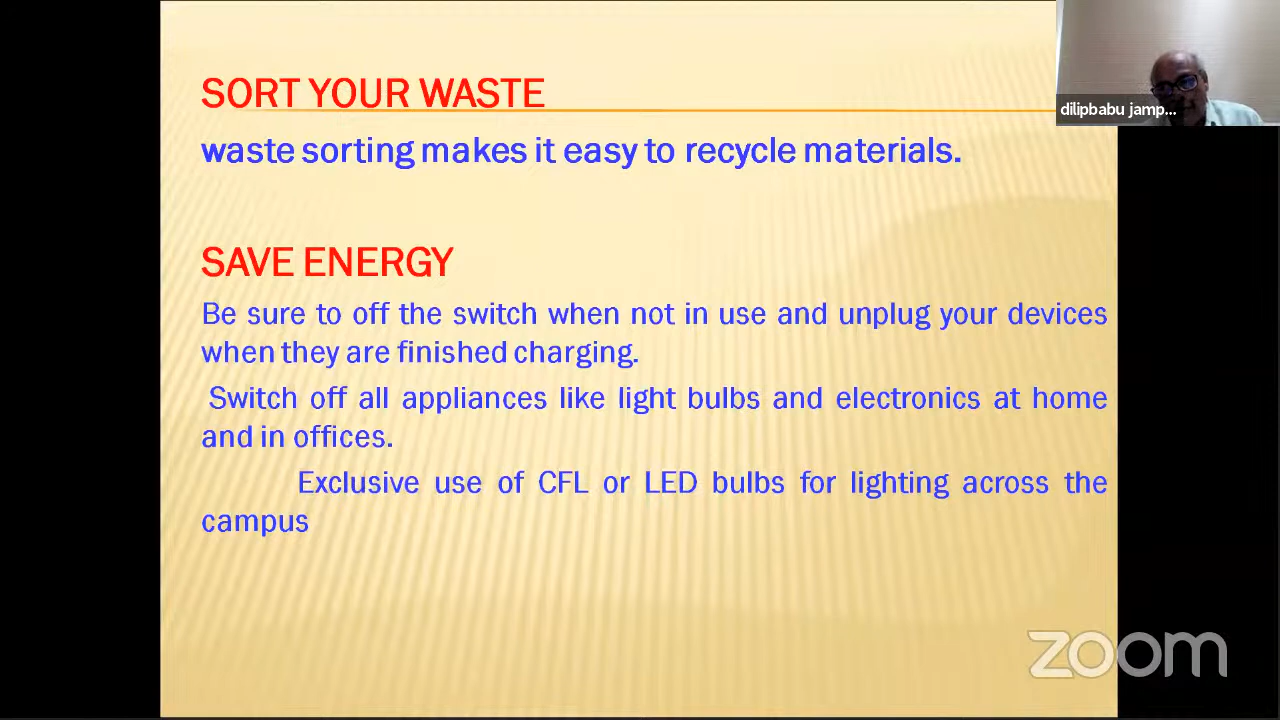 SORT YOUR WASTE
waste sorting makes it easy to recycle materials.
SAVE ENERGY
Be sure to off the switch when not in use and unplug your devices
when they are finished charging.
Switch off all appliances like light bulbs and electronics at home
and in offices.
Exclusive use of CFL or LED bulbs for lighting across the
campus
dilipbabu jamp...
zoom